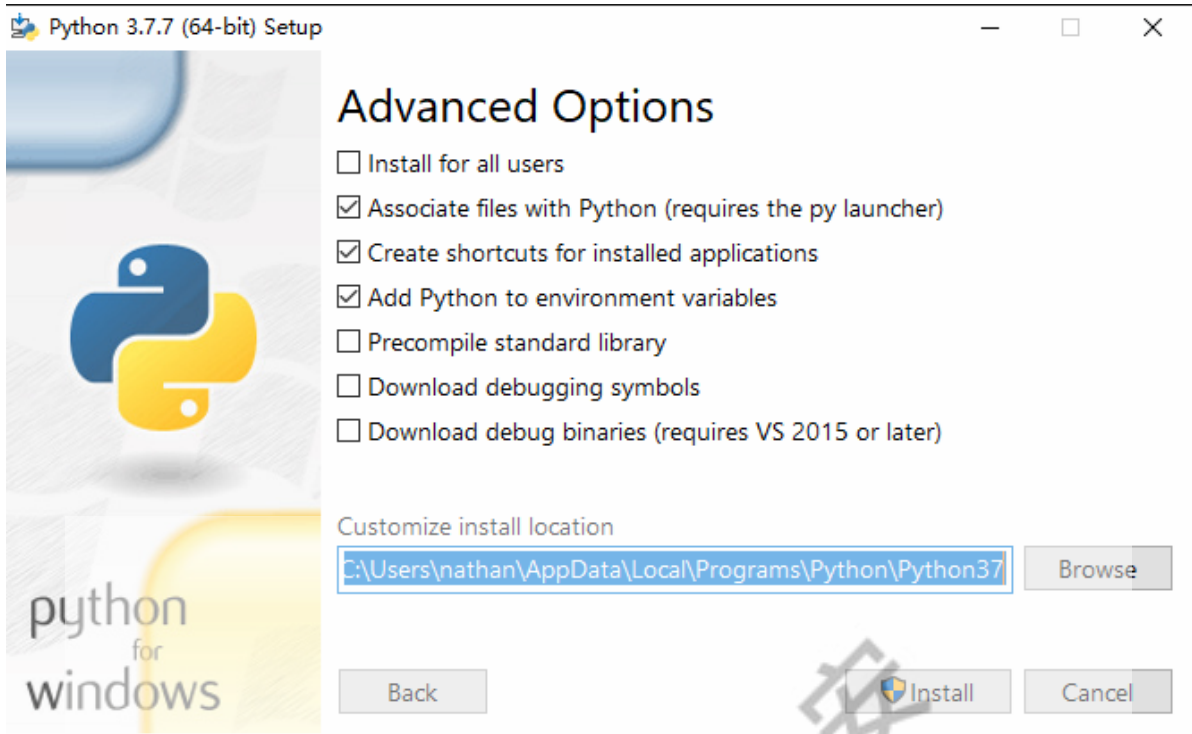 Python 3.7.7 (64-bit) Setup
Advanced Options
Install for all users
Associate files with Python (requires the py launcher)
Create shortcuts for installed applications
Add Python to environment variables
Precompile standard library
Download debugging symbols
Download debug binaries (requires VS 2015 or later)
Customize install location
C:\Users\nathan\AppData\Local\Programs\Python\Python37
Browse
python
for
windows
Back
Install
Cancel